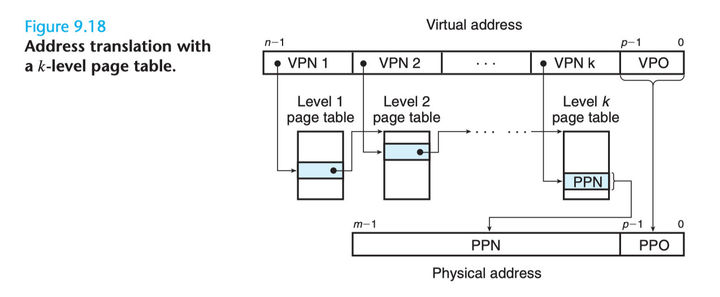 Figure 9.18
Address translation with
a k-level page table.
Virtual address
n–1 p–1 0
VPN 1 VPN 2 · · · VPN k VPO
Level 1 Level 2 Level k
page table page table page table
· · · · · ·
PPN
m–1 p–1 0
PPN PPO
Physical address